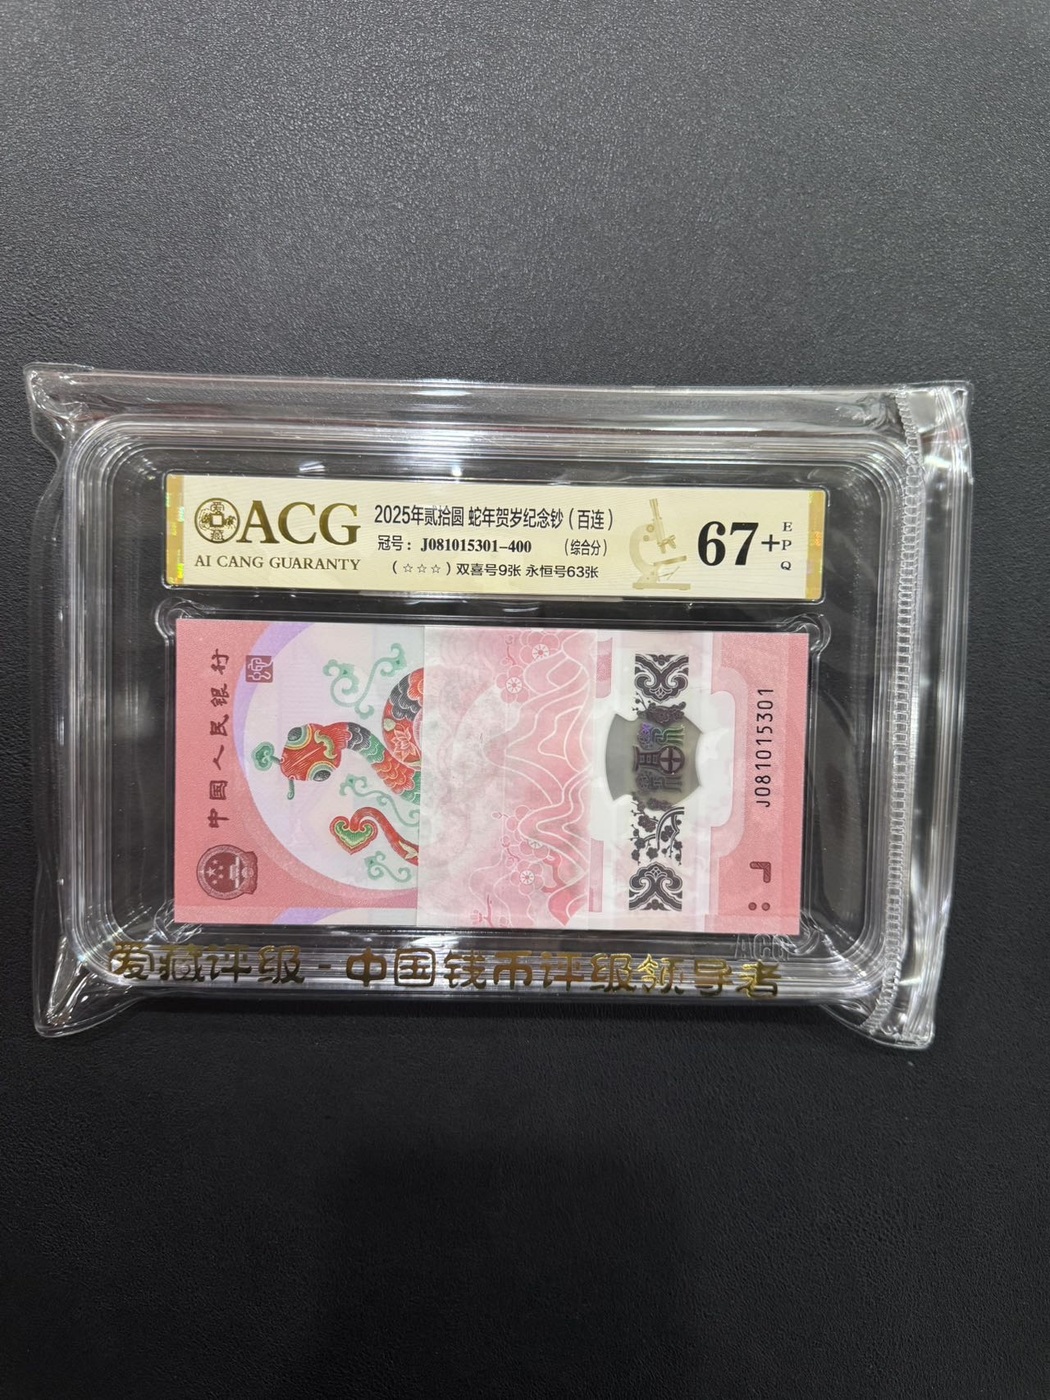 ACG
AI CANG GUARANTY
2025年贰拾圆 蛇年贺岁纪念钞（百连）
冠号：J081015301-400 （综合分）
（☆☆☆）双喜号9张 永恒号63张
67+
EPQ
中国人民银行
J081015301
爱藏评级-中国钱币评级领导者